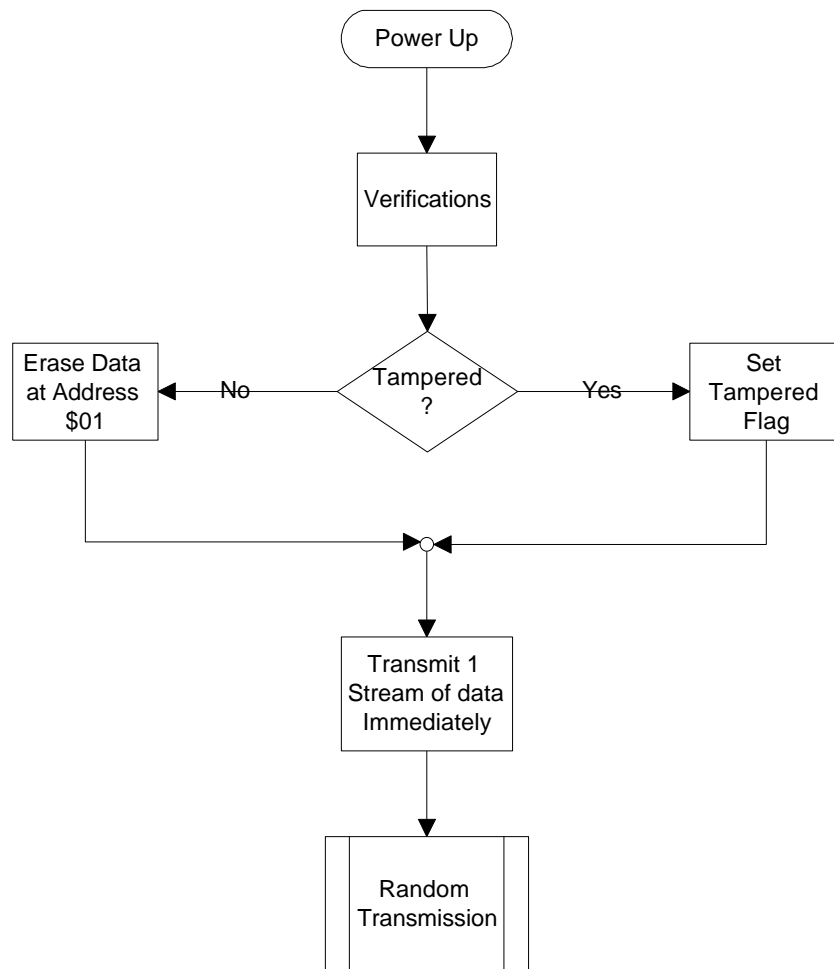 Power Up
Verifications
Tampered
?
No
Yes
Erase Data
at Address
$01
Set
Tampered
Flag
Transmit 1
Stream of data
Immediately
Random
Transmission